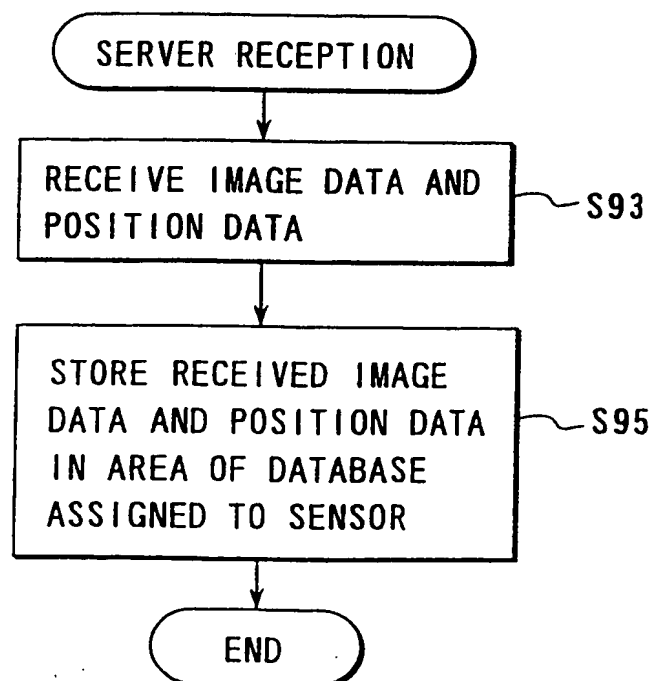 SERVER RECEPTION
RECEIVE IMAGE DATA AND
POSITION DATA
S93
STORE RECEIVED IMAGE
DATA AND POSITION DATA
IN AREA OF DATABASE
ASSIGNED TO SENSOR
S95
END